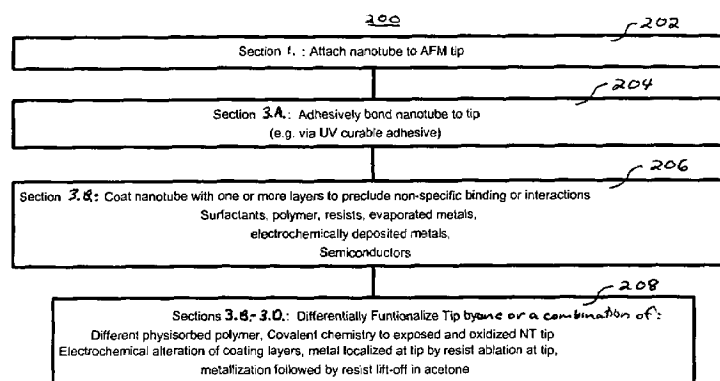 200
202
Section 1. : Attach nanotube to AFM tip
204
Section 3.A.: Adhesively bond nanotube to tip
(e.g. via UV curable adhesive)
206
Section 3.B.: Coat nanotube with one or more layers to preclude non-specific binding or interactions
Surfactants, polymer, resists, evaporated metals,
electrochemically deposited metals,
Semiconductors
208
Sections 3.B.-3.D.: Differentially Funtionalize Tip by one or a combination of:
Different physisorbed polymer, Covalent chemistry to exposed and oxidized NT tip
Electrochemical alteration of coating layers, metal localized at tip by resist ablation at tip,
metallization followed by resist lift-off in acetone